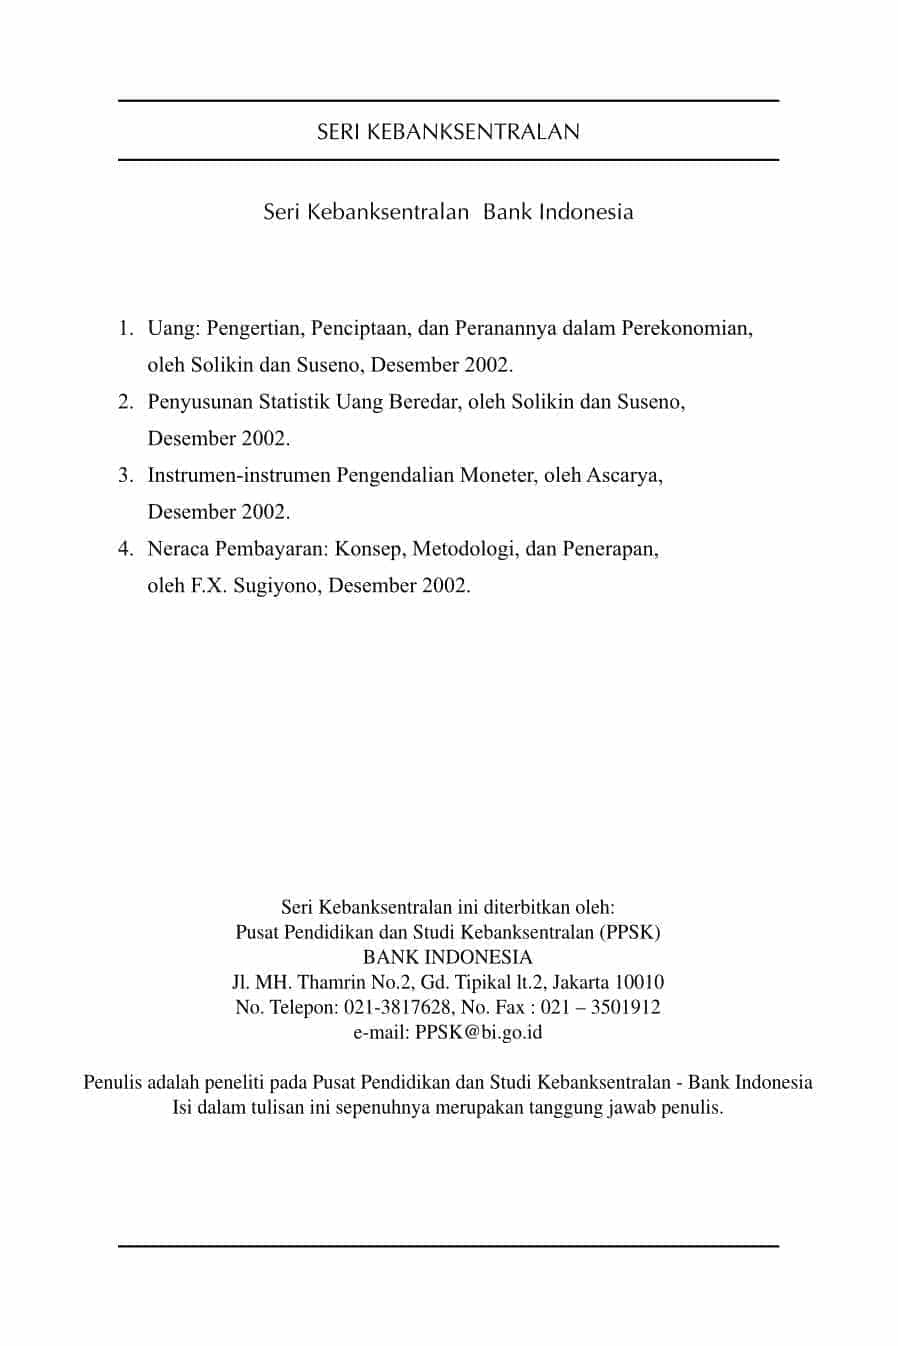 SERI KEBANKSENTRALAN
Seri Kebanksentralan Bank Indonesia
1. Uang: Pengertian, Penciptaan, dan Peranannya dalam Perekonomian,
oleh Solikin dan Suseno, Desember 2002.
2. Penyusunan Statistik Uang Beredar, oleh Solikin dan Suseno,
Desember 2002.
3. Instrumen-instrumen Pengendalian Moneter, oleh Ascarya,
Desember 2002.
4. Neraca Pembayaran: Konsep, Metodologi, dan Penerapan,
oleh F.X. Sugiyono, Desember 2002.
Seri Kebanksentralan ini diterbitkan oleh:
Pusat Pendidikan dan Studi Kebanksentralan (PPSK)
BANK INDONESIA
Jl. MH. Thamrin No.2, Gd. Tipikal lt.2, Jakarta 10010
No. Telepon: 021-3817628, No. Fax : 021 – 3501912
e-mail: PPSK@bi.go.id
Penulis adalah peneliti pada Pusat Pendidikan dan Studi Kebanksentralan - Bank Indonesia
Isi dalam tulisan ini sepenuhnya merupakan tanggung jawab penulis.